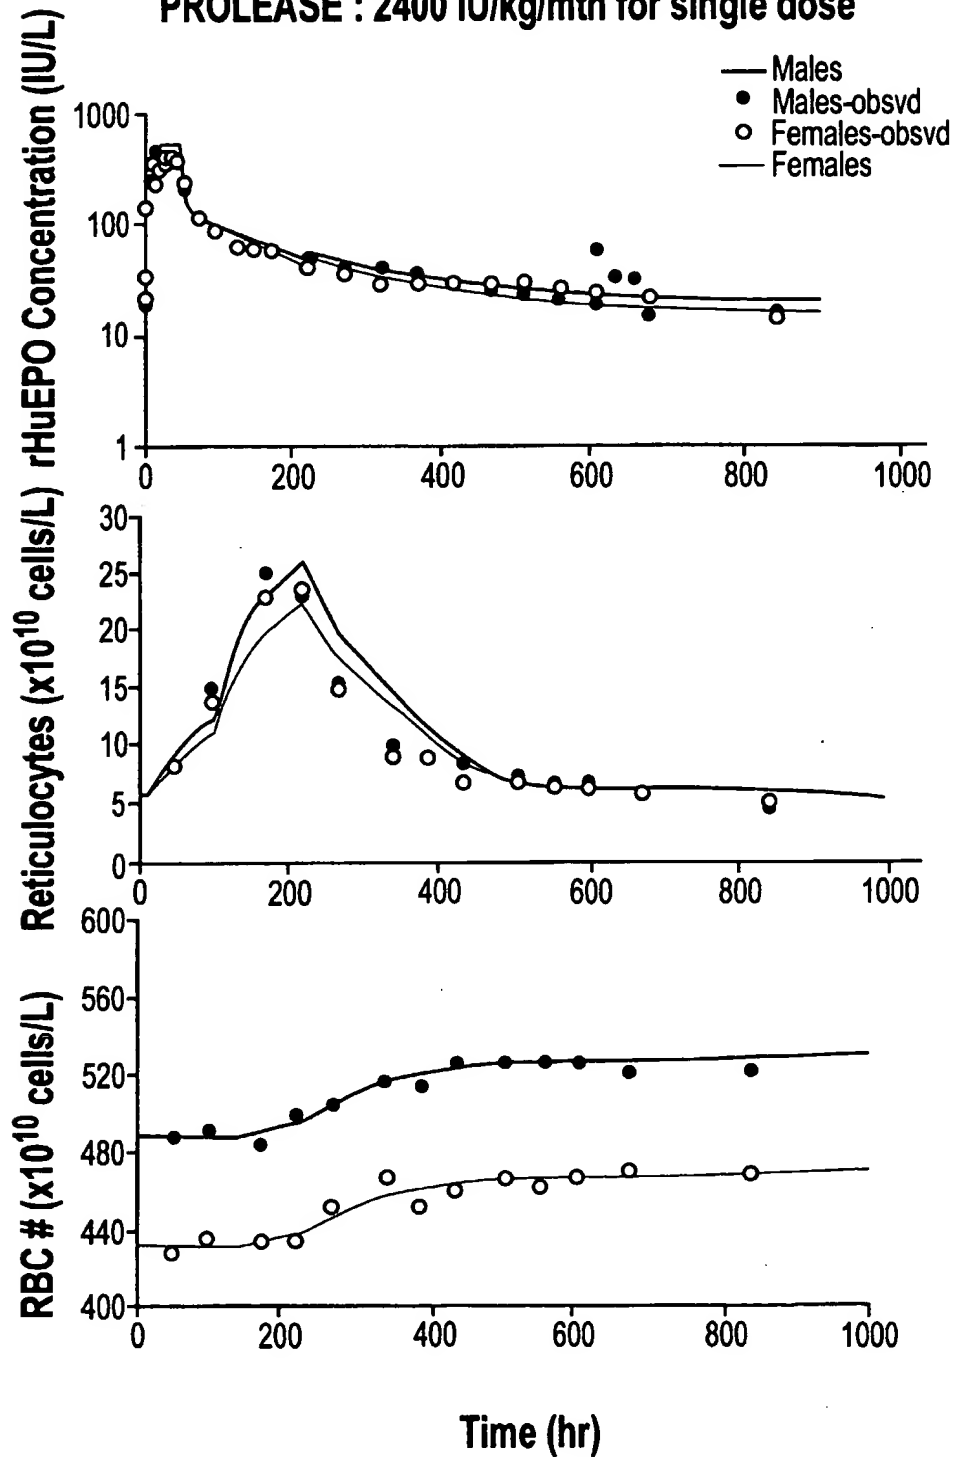 PROLEASE : 2400 IU/kg/mth for single dose
Males
Males-obsvd
Females-obsvd
Females
rHuEPO Concentration (IU/L)
1000
100
10
1
0 200 400 600 800 1000
Reticulocytes (x10¹⁰ cells/L)
30
25
20
15
10
5
0
0 200 400 600 800 1000
RBC # (x10¹⁰ cells/L)
600
560
520
480
440
400
0 200 400 600 800 1000
Time (hr)